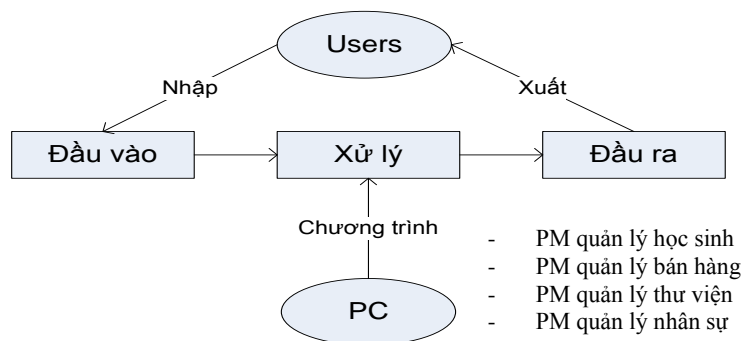 Users
Nhập
Xuất
Đầu vào
Xử lý
Đầu ra
Chương trình
PC
- PM quản lý học sinh
- PM quản lý bán hàng
- PM quản lý thư viện
- PM quản lý nhân sự